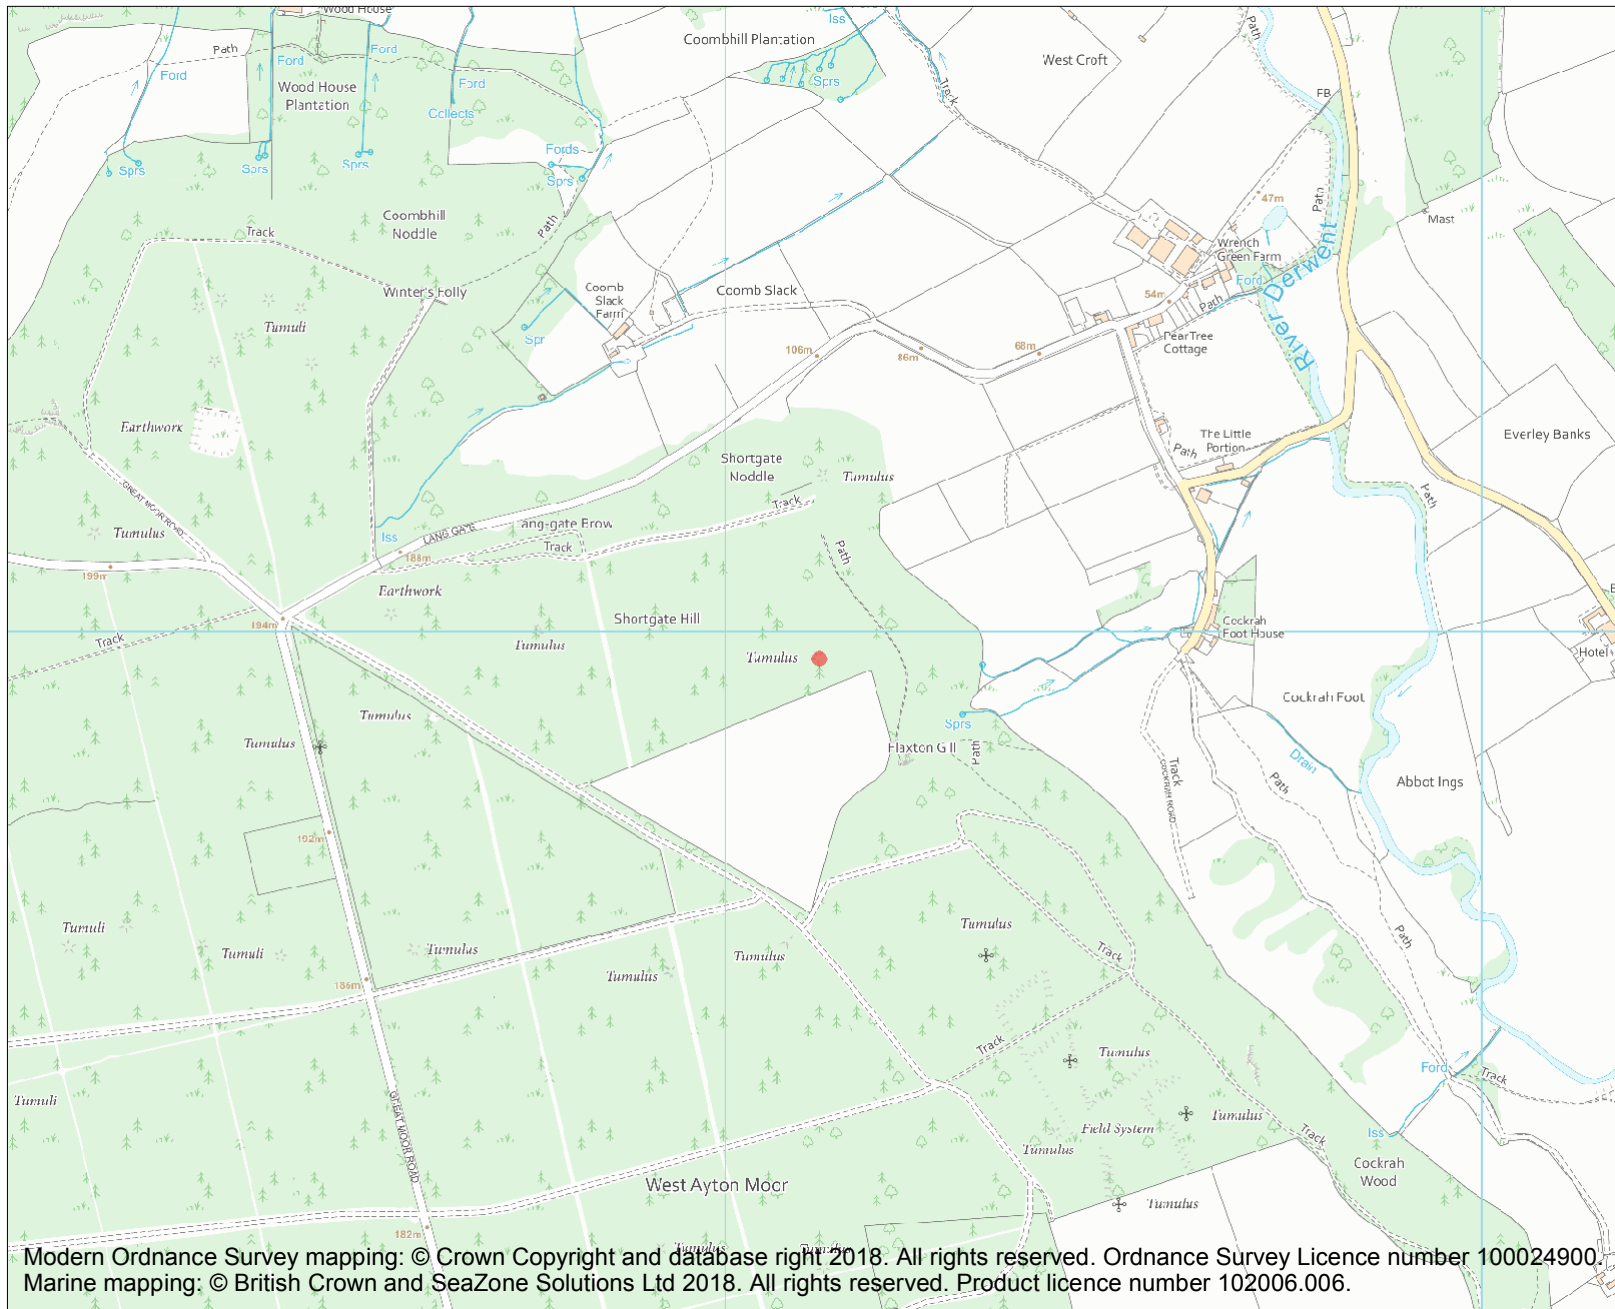 Wood House
Iss
Path
Ford
Coombhill Plantation
West Croft
Path
Ford
Ford
Ford
Wood House
Plantation
Sprs
Track
FB
Collects
Sprs
Sprs
Sprs
Fords
Sprs
Path
47m
Mast
Coombhill
Noddle
Path
Track
Wrench
Green Farm
River Derwent
Ford
Winter's Folly
Coomb
Slack
Farm
Coomb Slack
54m
Path
Tumuli
Spr
Pear Tree
Cottage
106m
86m
68m
Earthwork
The Little
Portion
Everley Banks
Path
Shortgate
Noddle
Tumulus
GREAT MOOR ROAD
Path
Track
Tumulus
LANG GATE
ang-gate Brow
Iss
188m
Track
Path
199m
Earthwork
194m
Shortgate Hill
Cockrah
Foot House
Track
Tumulus
Tumulus
Hotel
Cockrah Foot
Tumulus
Sprs
Tumulus
Flaxton Gill
Path
Drain
Track
COCKRAH ROAD
Path
Abbot Ings
192m
Tumuli
Tumulus
Path
Tumuli
Tumulus
Tumulus
Tumulus
Track
186m
Track
Tumulus
Ford
Track
Tumuli
GREAT MOOR ROAD
Tumulus
Field System
Iss
Track
Tumulus
Cockrah
Wood
West Ayton Moor
Tumulus
182m
Tumulus
Tumulus
Modern Ordnance Survey mapping: © Crown Copyright and database right 2018. All rights reserved. Ordnance Survey Licence number 100024900.
Marine mapping: © British Crown and SeaZone Solutions Ltd 2018. All rights reserved. Product licence number 102006.006.